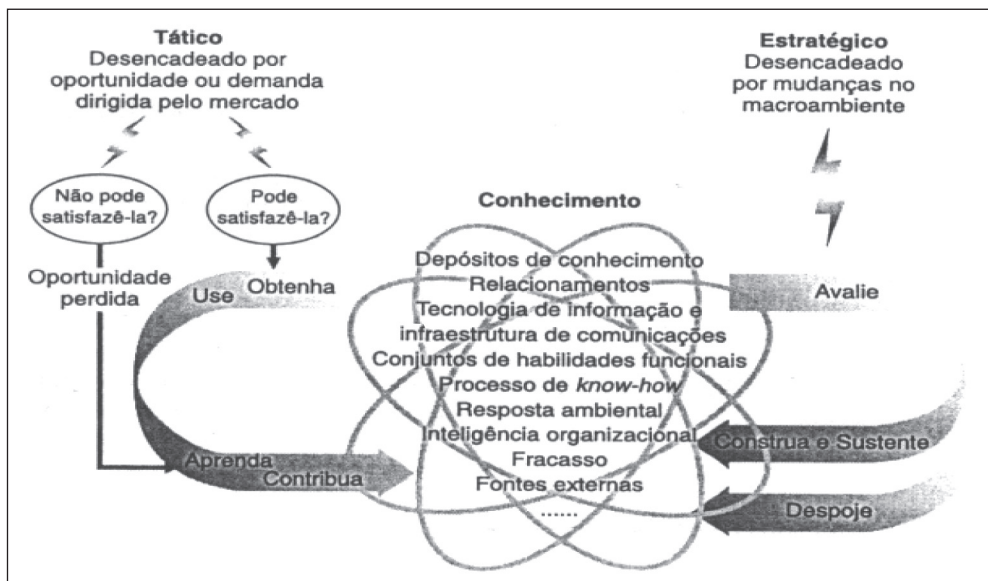 Tático
Desencadeado por
oportunidade ou demanda
dirigida pelo mercado
Não pode
satisfazê-la?
Pode
satisfazê-la?
Oportunidade
perdida
Use
Obtenha
Aprenda
Contribua
Conhecimento
Depósitos de conhecimento
Relacionamentos
Tecnologia de informação e
infraestrutura de comunicações
Conjuntos de habilidades funcionais
Processo de know-how
Resposta ambiental
Inteligência organizacional
Fracasso
Fontes externas
......
Estratégico
Desencadeado
por mudanças no
macroambiente
Avalie
Construa e Sustente
Despoje